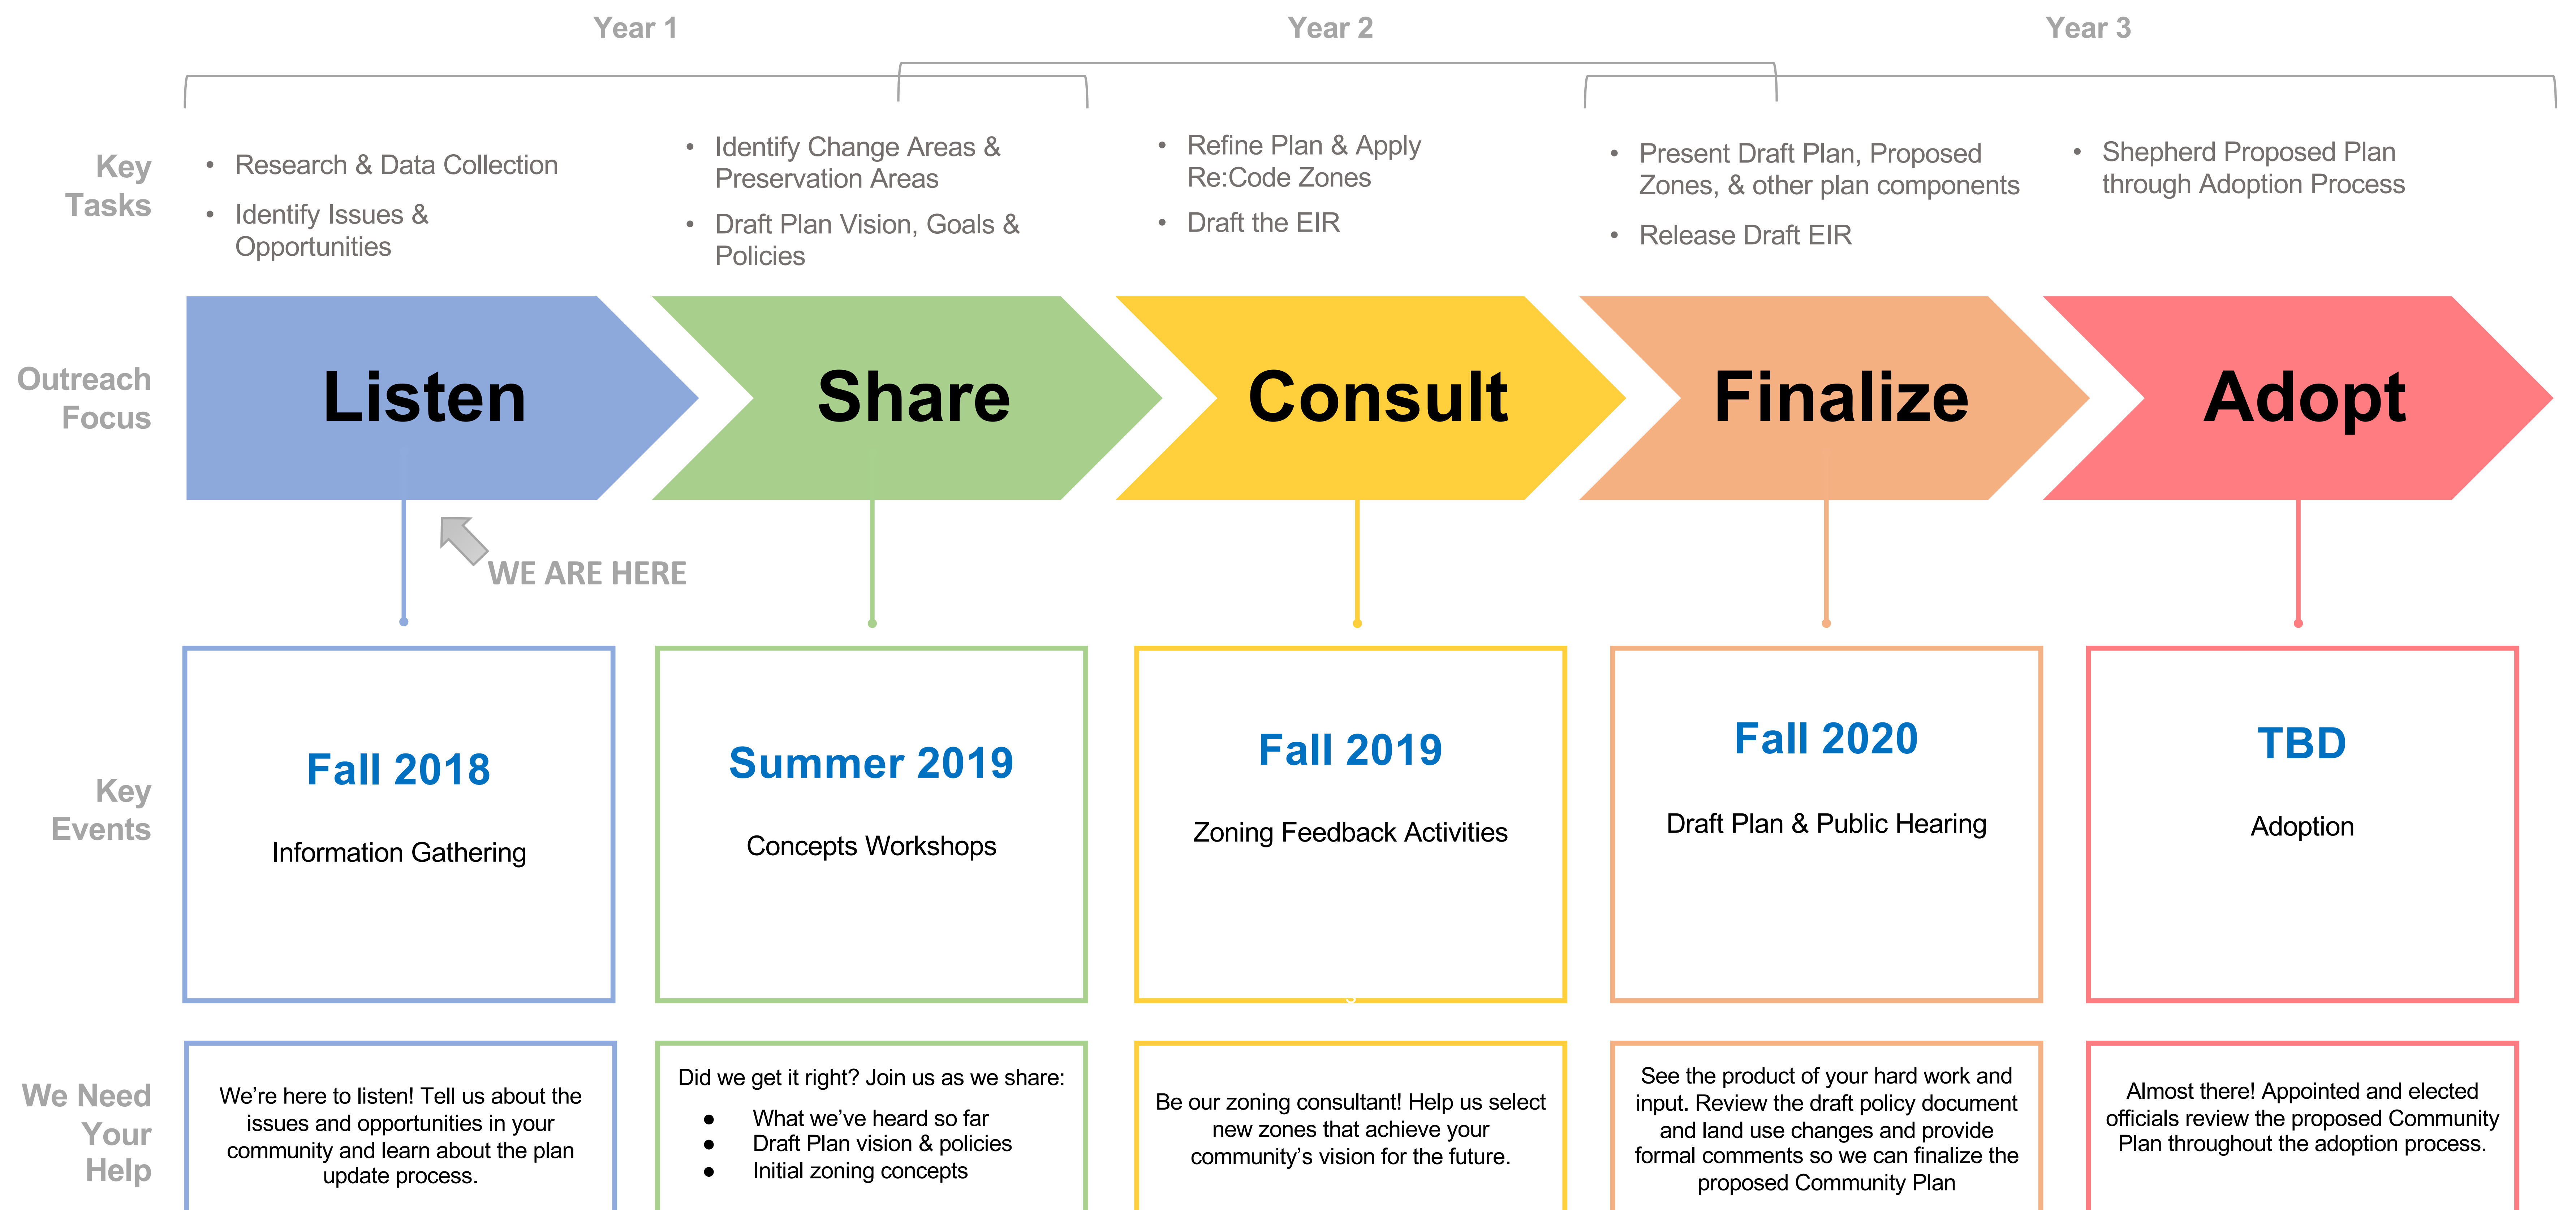 Year 1
Year 2
Year 3
Key
Tasks
• Research & Data Collection
• Identify Issues &
Opportunities
• Identify Change Areas &
Preservation Areas
• Draft Plan Vision, Goals &
Policies
• Refine Plan & Apply
Re:Code Zones
• Draft the EIR
• Present Draft Plan, Proposed
Zones, & other plan components
• Release Draft EIR
• Shepherd Proposed Plan
through Adoption Process
Outreach
Focus
Listen
Share
Consult
Finalize
Adopt
WE ARE HERE
Key
Events
Fall 2018
Information Gathering
Summer 2019
Concepts Workshops
Fall 2019
Zoning Feedback Activities
Fall 2020
Draft Plan & Public Hearing
TBD
Adoption
We Need
Your
Help
We’re here to listen! Tell us about the
issues and opportunities in your
community and learn about the plan
update process.
Did we get it right? Join us as we share:
● What we’ve heard so far
● Draft Plan vision & policies
● Initial zoning concepts
Be our zoning consultant! Help us select
new zones that achieve your
community’s vision for the future.
See the product of your hard work and
input. Review the draft policy document
and land use changes and provide
formal comments so we can finalize the
proposed Community Plan
Almost there! Appointed and elected
officials review the proposed Community
Plan throughout the adoption process.